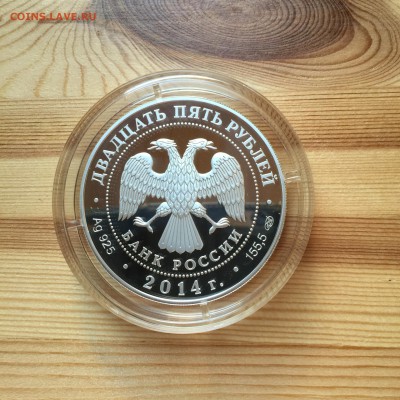 COINS.LAVE.RU
· ДВАДЦАТЬ ПЯТЬ РУБЛЕЙ ·
БАНК РОССИИ
Ag 925 · 2014 г. · 155,5